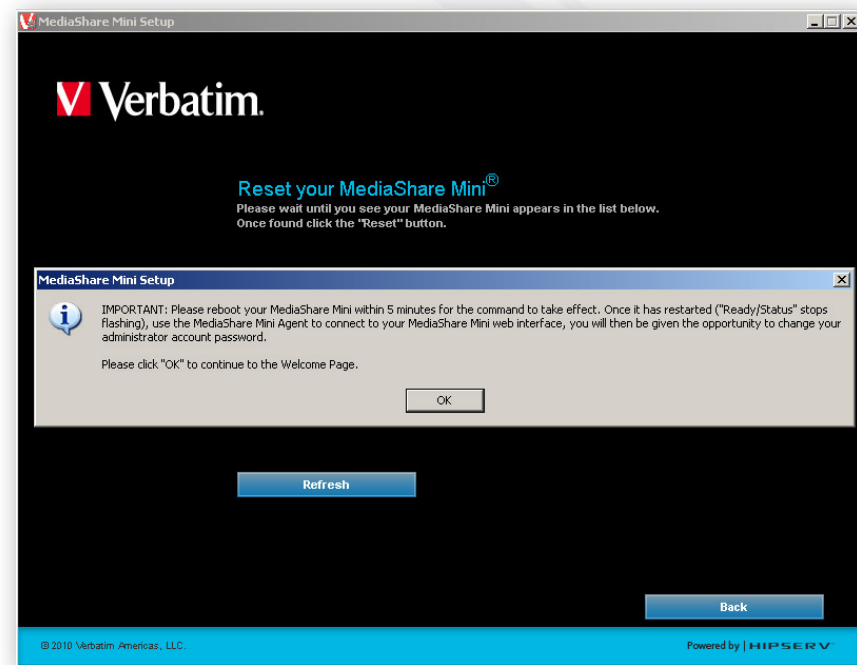 MediaShare Mini Setup
Verbatim.
Reset your MediaShare Mini®
Please wait until you see your MediaShare Mini appears in the list below.
Once found click the "Reset" button.
MediaShare Mini Setup
IMPORTANT: Please reboot your MediaShare Mini within 5 minutes for the command to take effect. Once it has restarted ("Ready/Status" stops
flashing), use the MediaShare Mini Agent to connect to your MediaShare Mini web interface, you will then be given the opportunity to change your
administrator account password.
Please click "OK" to continue to the Welcome Page.
OK
Refresh
Back
© 2010 Verbatim Americas, LLC.
Powered by | HIPSERV™